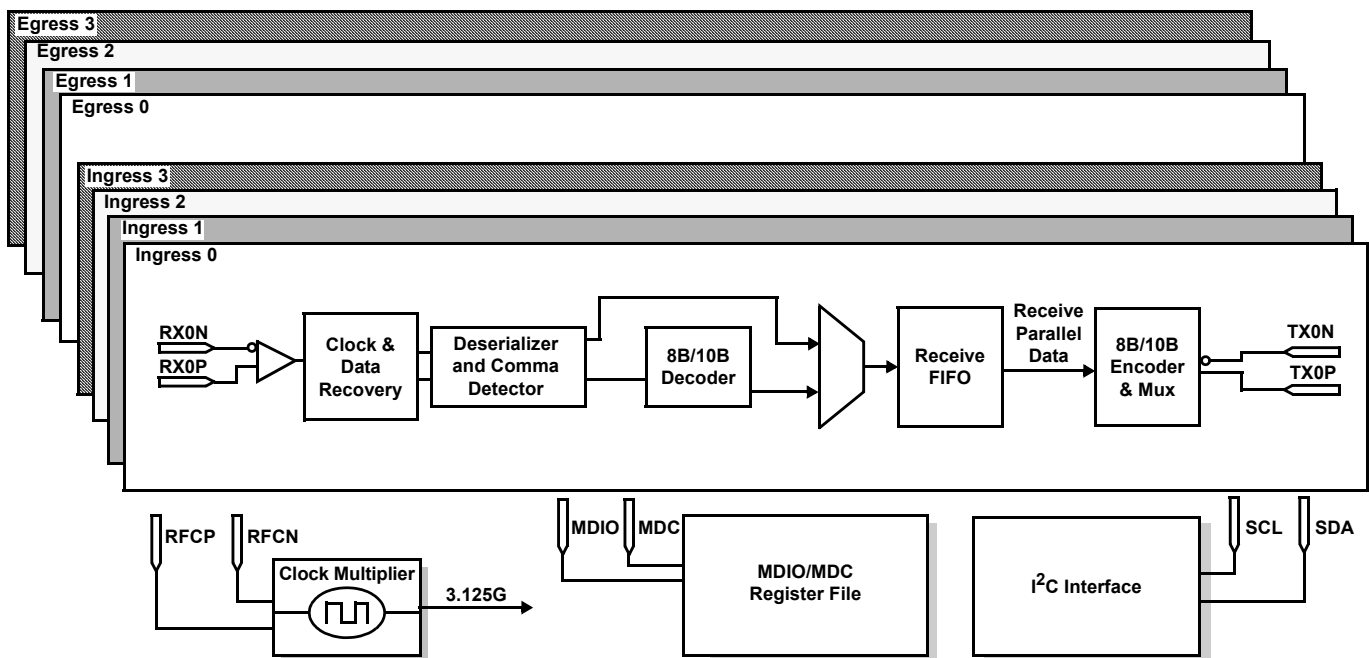 Egress 3
Egress 2
Egress 1
Egress 0
Ingress 3
Ingress 2
Ingress 1
Ingress 0
RX0N
RX0P
Clock &
Data
Recovery
Deserializer
and Comma
Detector
8B/10B
Decoder
Receive
FIFO
Receive
Parallel
Data
8B/10B
Encoder
& Mux
TX0N
TX0P
RFCP
RFCN
Clock Multiplier
3.125G
MDIO
MDC
MDIO/MDC
Register File
I²C Interface
SCL
SDA